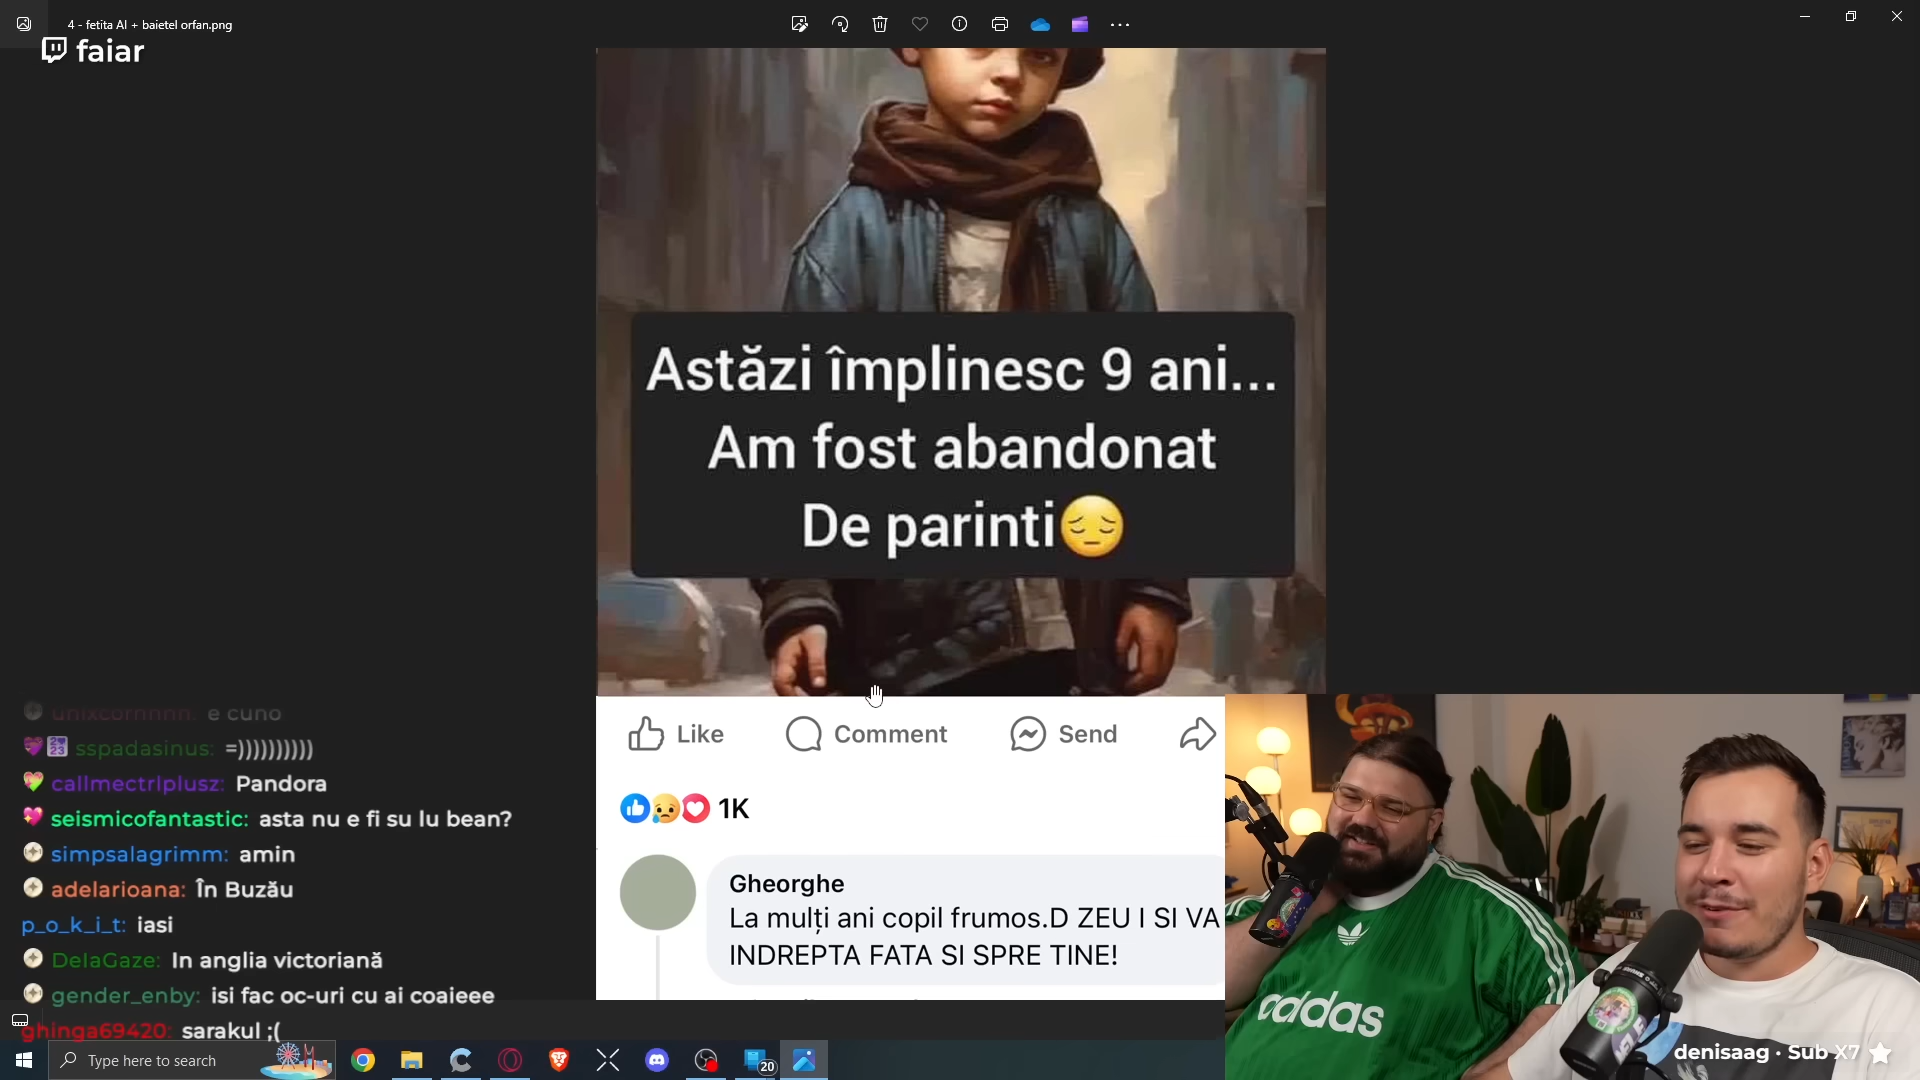 4 - fetita AI + baietel orfan.png
faiar
Astăzi împlinesc 9 ani...
Am fost abandonat
De parinti😔
Like
Comment
Send
1K
Gheorghe
La mulți ani copil frumos.D ZEU I SI VA
INDREPTA FATA SI SPRE TINE!
unixcornnnn: e cuno
sspadasinus: =))))))))))
callmectrlplusz: Pandora
seismicofantastic: asta nu e fi su lu bean?
simpsalagrimm: amin
adelarioana: În Buzău
p_o_k_i_t: iasi
DelaGaze: In anglia victoriană
gender_enby: isi fac oc-uri cu ai coaieee
ghinga69420: sarakul ;(
adidas
denisaag · Sub X7
Type here to search
20